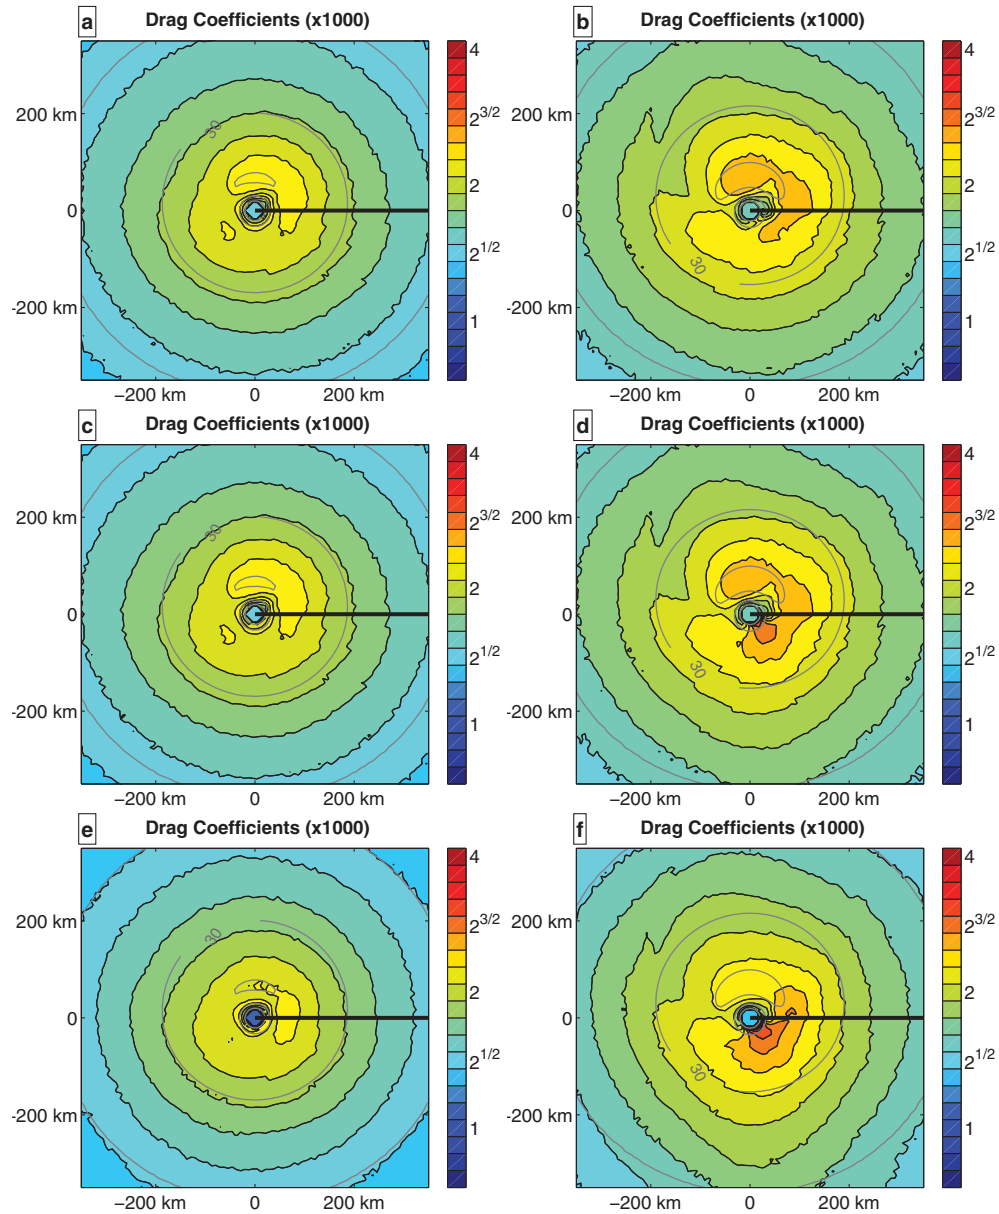 a Drag Coefficients (x1000)
b Drag Coefficients (x1000)
200 km
0
-200 km
−200 km 0 200 km
30
4
2^3/2
2
2^1/2
1
200 km
0
-200 km
−200 km 0 200 km
30
4
2^3/2
2
2^1/2
1
c Drag Coefficients (x1000)
d Drag Coefficients (x1000)
200 km
0
-200 km
−200 km 0 200 km
30
4
2^3/2
2
2^1/2
1
200 km
0
-200 km
−200 km 0 200 km
30
4
2^3/2
2
2^1/2
1
e Drag Coefficients (x1000)
f Drag Coefficients (x1000)
200 km
0
-200 km
−200 km 0 200 km
30
4
2^3/2
2
2^1/2
1
200 km
0
-200 km
−200 km 0 200 km
30
4
2^3/2
2
2^1/2
1